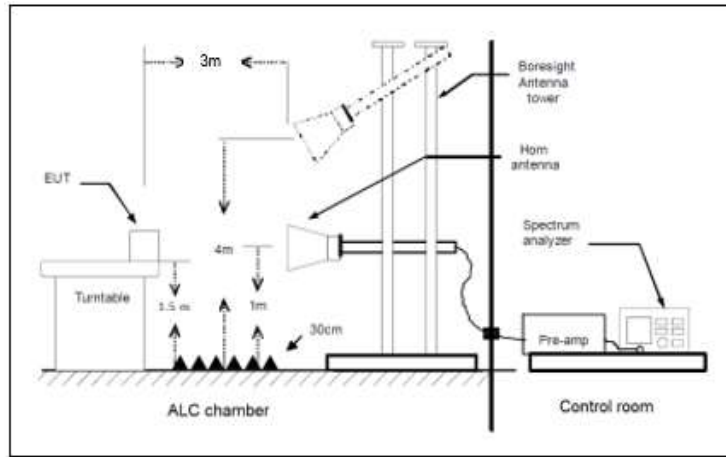 3m
Boresight
Antenna
tower
Horn
antenna
EUT
Spectrum
analyzer
4m
Turntable
1.5 m
1m
30cm
Pre-amp
ALC chamber
Control room